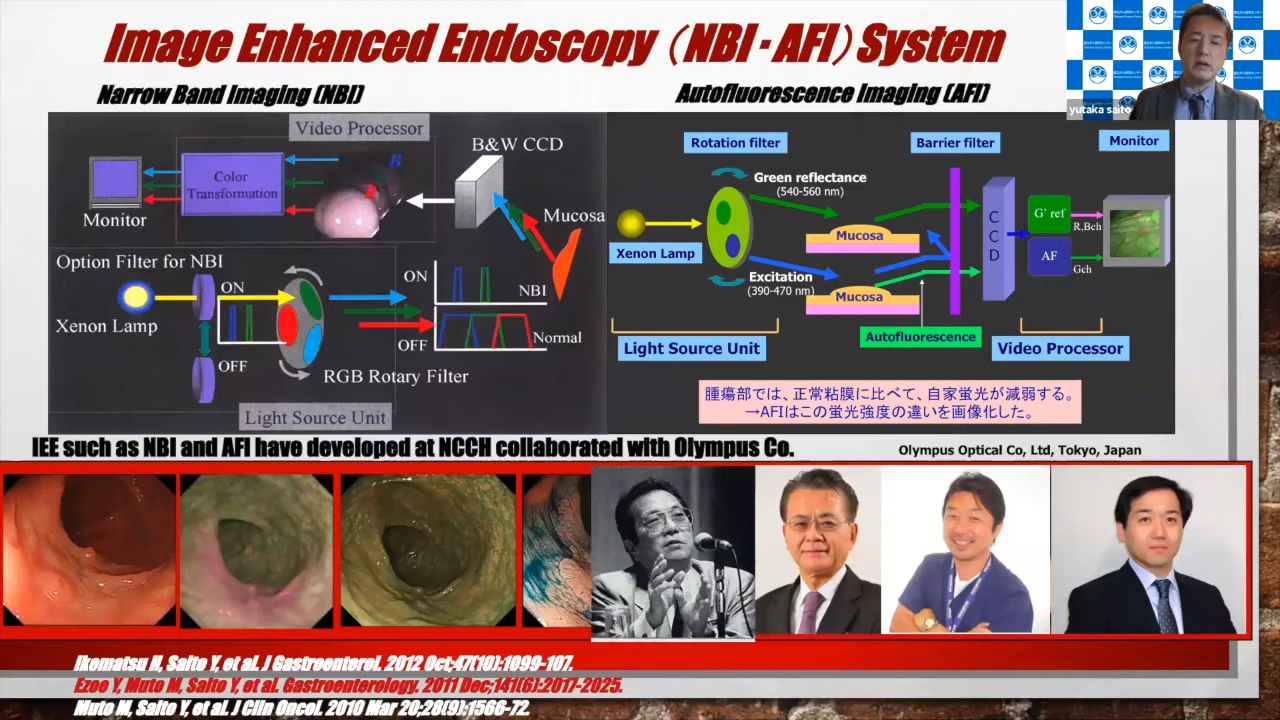 Image Enhanced Endoscopy (NBI・AFI) System
Narrow Band Imaging (NBI)
Autofluorescence Imaging (AFI)
yutaka saito
Video Processor
B&W CCD
Color
Transformation
R
Monitor
Mucosa
Option Filter for NBI
ON
ON
NBI
Xenon Lamp
OFF
Normal
OFF
RGB Rotary Filter
Light Source Unit
Rotation filter
Barrier filter
Monitor
Green reflectance
(540-560 nm)
Mucosa
CCD
G' ref
R,Bch
Xenon Lamp
AF
Gch
Excitation
(390-470 nm)
Mucosa
Autofluorescence
Light Source Unit
Video Processor
腫瘍部では、正常粘膜に比べて、自家蛍光が減弱する。
→AFIはこの蛍光強度の違いを画像化した。
IEE such as NBI and AFI have developed at NCCH collaborated with Olympus Co.
Olympus Optical Co, Ltd, Tokyo, Japan
Ikematsu H, Saito Y, et al. J Gastroenterol. 2012 Oct;47(10):1099-107.
Ezoe Y, Muto M, Saito Y, et al. Gastroenterology. 2011 Dec;141(6):2017-2025.
Muto M, Saito Y, et al. J Clin Oncol. 2010 Mar 20;28(9):1566-72.